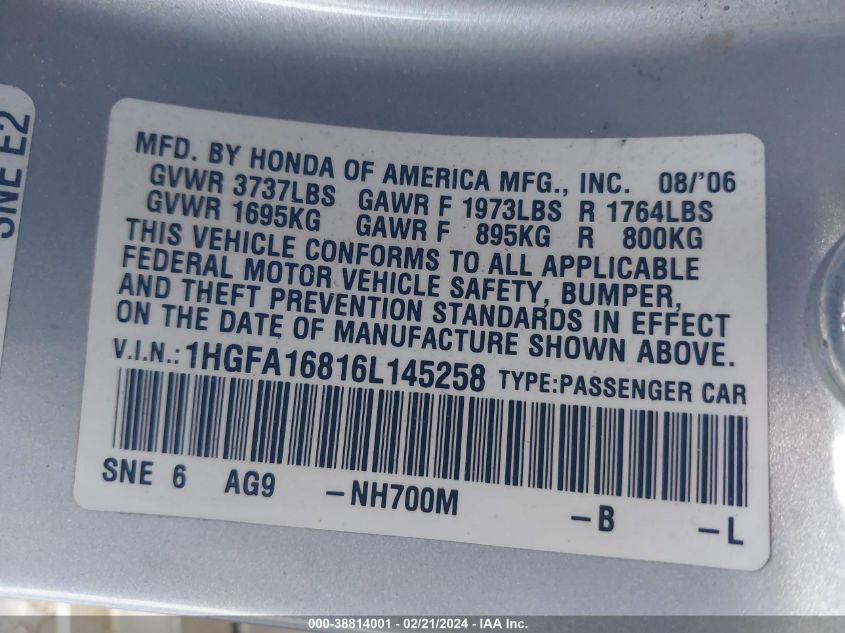 SNE E2
MFD. BY HONDA OF AMERICA MFG., INC. 08/'06
GVWR 3737LBS GAWR F 1973LBS R 1764LBS
GVWR 1695KG GAWR F 895KG R 800KG
THIS VEHICLE CONFORMS TO ALL APPLICABLE
FEDERAL MOTOR VEHICLE SAFETY, BUMPER,
AND THEFT PREVENTION STANDARDS IN EFFECT
ON THE DATE OF MANUFACTURE SHOWN ABOVE.
V.I.N.: 1HGFA16816L145258 TYPE:PASSENGER CAR
SNE 6 AG9 -NH700M -B -L
000-38814001 - 02/21/2024 - IAA Inc.